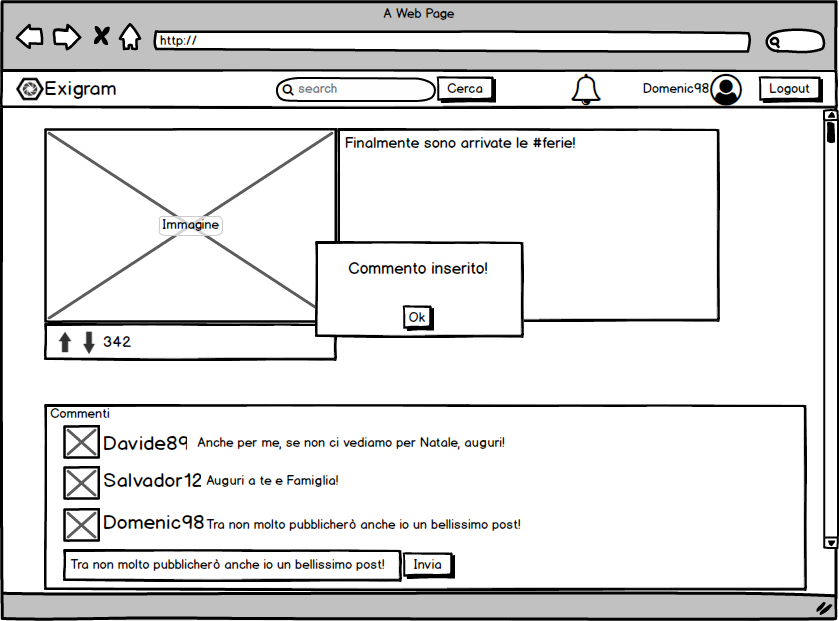 A Web Page
http://
Exigram
search
Cerca
Domenic98
Logout
Finalmente sono arrivate le #ferie!
Immagine
Commento inserito!
Ok
342
Commenti
Davide89 Anche per me, se non ci vediamo per Natale, auguri!
Salvador12 Auguri a te e Famiglia!
Domenic98 Tra non molto pubblicherò anche io un bellissimo post!
Tra non molto pubblicherò anche io un bellissimo post!
Invia